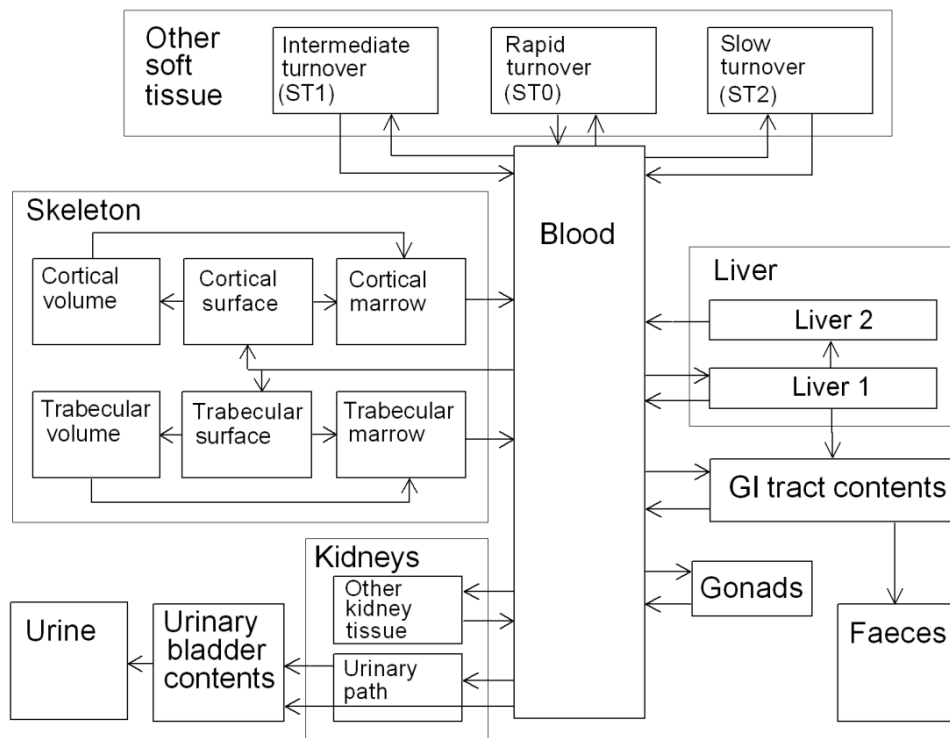 Other
soft
tissue
Intermediate
turnover
(ST1)
Rapid
turnover
(ST0)
Slow
turnover
(ST2)
Blood
Skeleton
Cortical
volume
Cortical
surface
Cortical
marrow
Trabecular
volume
Trabecular
surface
Trabecular
marrow
Liver
Liver 2
Liver 1
GI tract contents
Gonads
Faeces
Kidneys
Other
kidney
tissue
Urinary
path
Urinary
bladder
contents
Urine